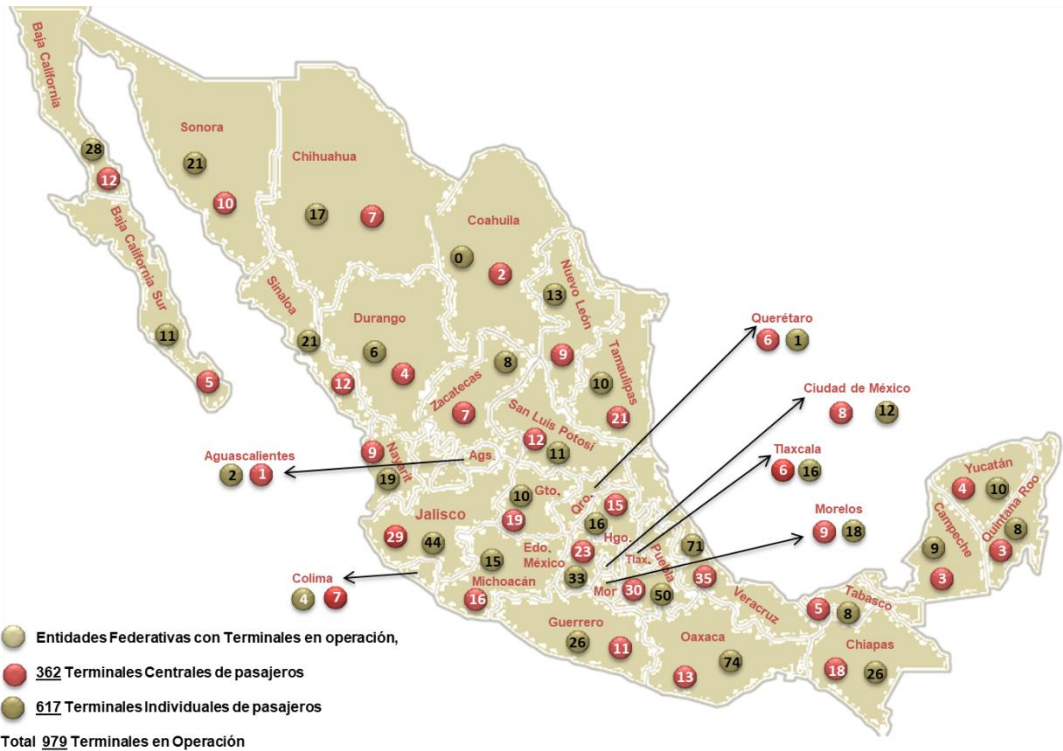 Baja California
28
12
Sonora
21
10
Chihuahua
17
7
Coahuila
0
2
Baja California Sur
11
5
Sinaloa
21
12
Durango
6
4
Nuevo León
13
9
Zacatecas
8
7
Tamaulipas
10
21
San Luis Potosí
12
11
Querétaro
6 1
Ciudad de México
8 12
Tlaxcala
6 16
Morelos
9 18
Aguascalientes
2 1
Ags.
Nayarit
9
19
Jalisco
29 44
Gto.
10
19
Qro.
15
16
Hgo.
Edo. México
23
33
Tlax.
Mor
30
Puebla
50
Veracruz
71
35
Colima
4 7
Michoacán
15
16
Guerrero
26 11
Oaxaca
13 74
Tabasco
5 8
Chiapas
18 26
Yucatán
4 10
Campeche
9
3
Quintana Roo
8
3
Entidades Federativas con Terminales en operación,
362 Terminales Centrales de pasajeros
617 Terminales Individuales de pasajeros
Total 979 Terminales en Operación